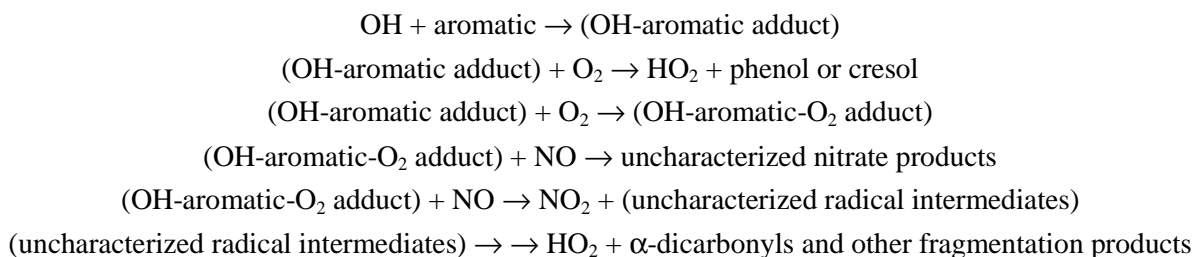 OH + aromatic → (OH-aromatic adduct)
(OH-aromatic adduct) + O₂ → HO₂ + phenol or cresol
(OH-aromatic adduct) + O₂ → (OH-aromatic-O₂ adduct)
(OH-aromatic-O₂ adduct) + NO → uncharacterized nitrate products
(OH-aromatic-O₂ adduct) + NO → NO₂ + (uncharacterized radical intermediates)
(uncharacterized radical intermediates) → → HO₂ + α-dicarbonyls and other fragmentation products